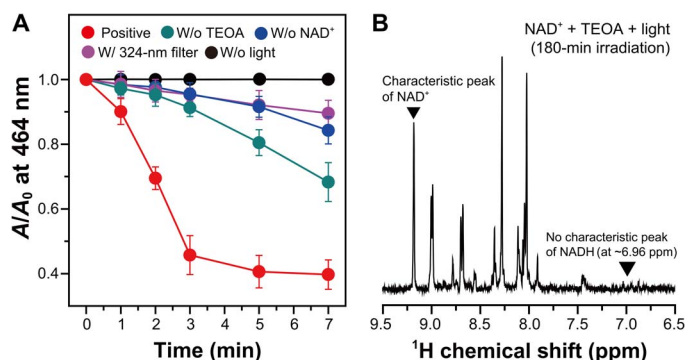 A
Positive W/o TEOA W/o NAD⁺
W/ 324-nm filter W/o light
A/A₀ at 464 nm
1.0
0.8
0.6
0.4
0 1 2 3 5 7
Time (min)
B
NAD⁺ + TEOA + light
(180-min irradiation)
Characteristic peak
of NAD⁺
No characteristic peak
of NADH (at ~6.96 ppm)
9.5 9.0 8.5 8.0 7.5 7.0 6.5
¹H chemical shift (ppm)